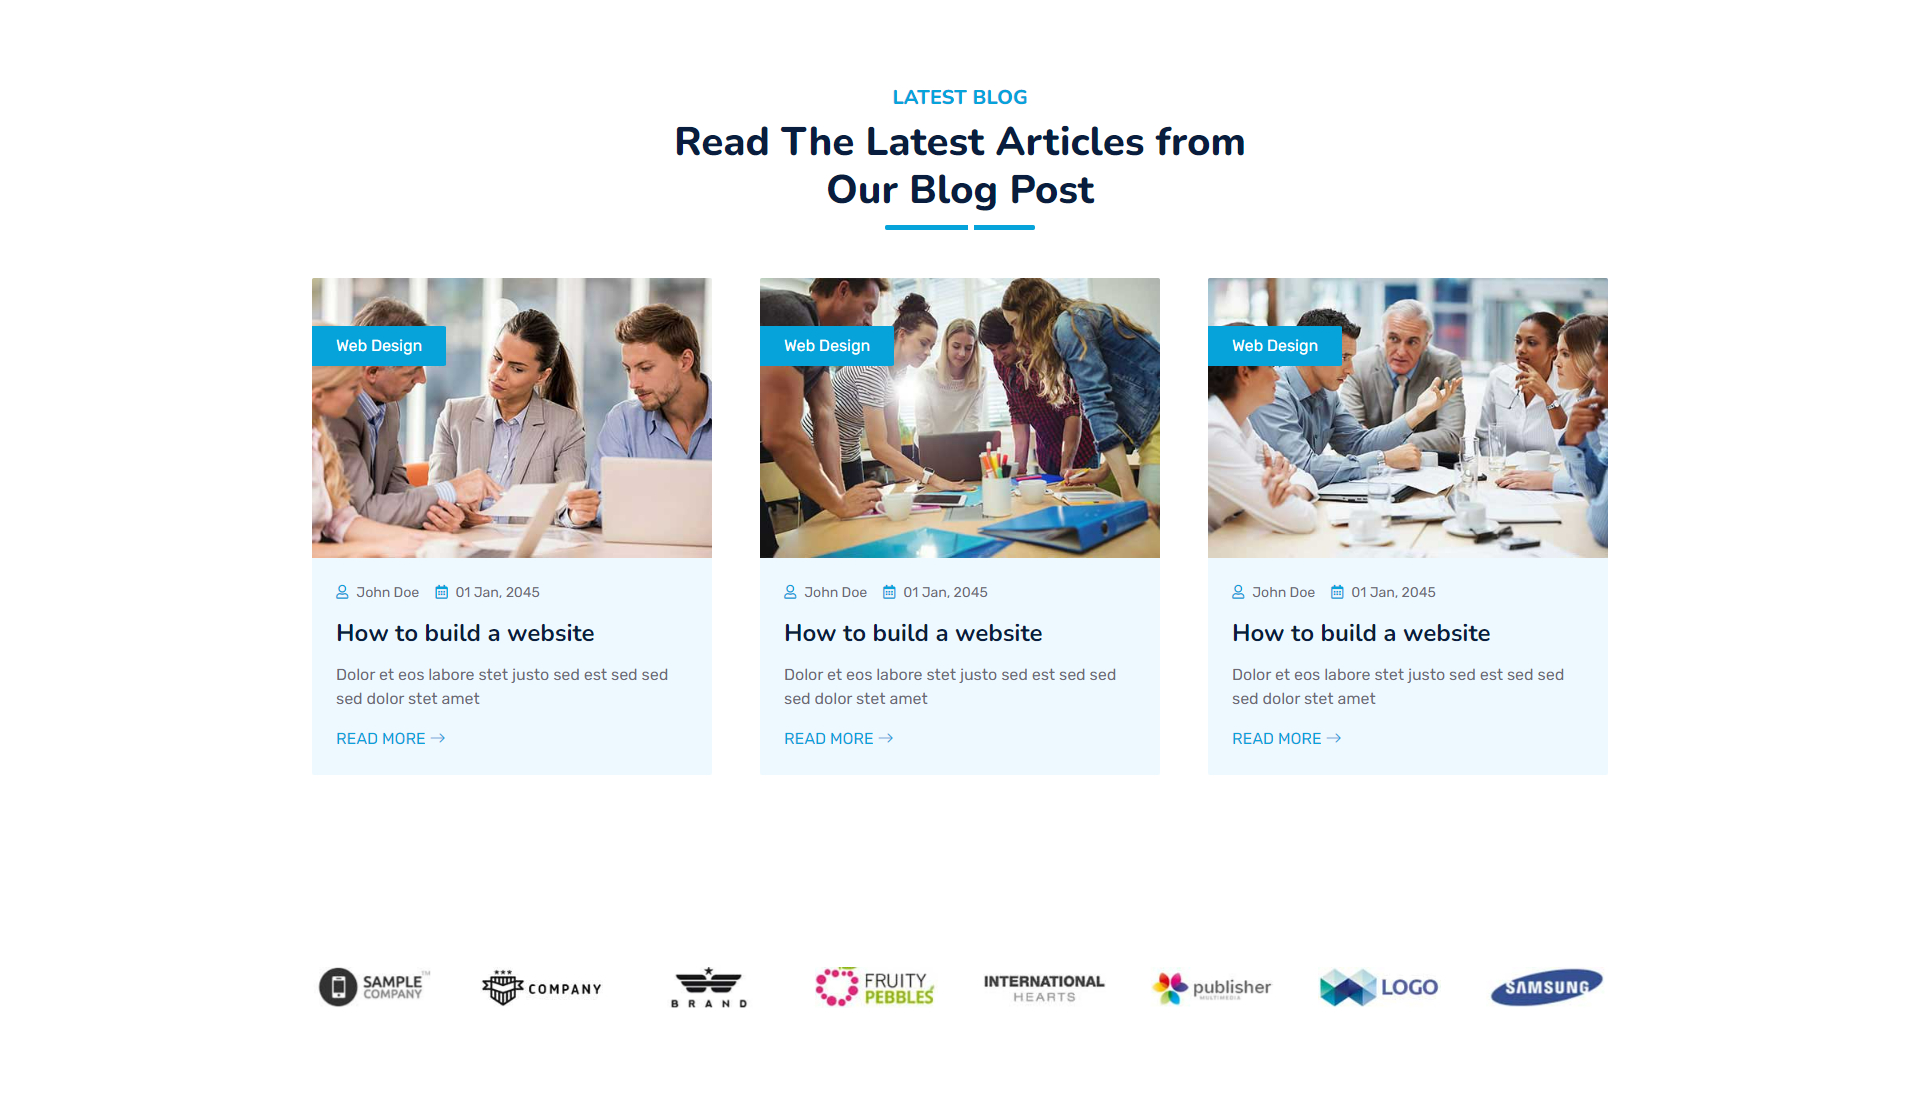 LATEST BLOG
Read The Latest Articles from
Our Blog Post
Web Design
Web Design
Web Design
John Doe 01 Jan, 2045
How to build a website
Dolor et eos labore stet justo sed est sed sed
sed dolor stet amet
READ MORE
John Doe 01 Jan, 2045
How to build a website
Dolor et eos labore stet justo sed est sed sed
sed dolor stet amet
READ MORE
John Doe 01 Jan, 2045
How to build a website
Dolor et eos labore stet justo sed est sed sed
sed dolor stet amet
READ MORE
SAMPLE TM
COMPANY
COMPANY
BRAND
FRUITY
PEBBLES
INTERNATIONAL
HEARTS
publisher
MULTIMEDIA
LOGO
SAMSUNG